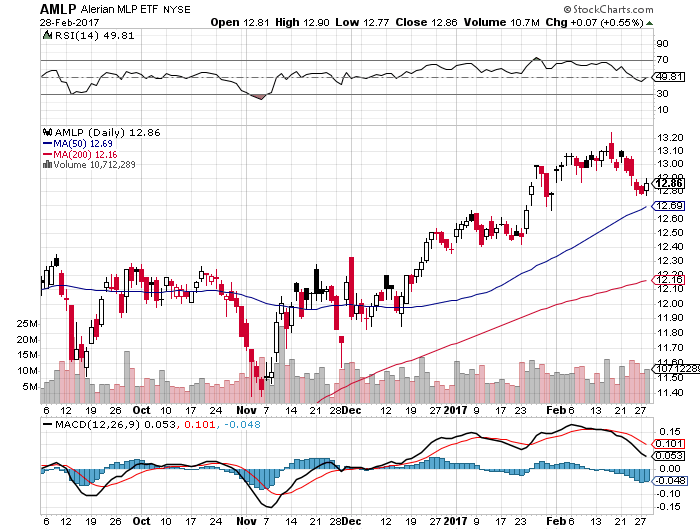 AMLP Alerian MLP ETF NYSE © StockCharts.com
28-Feb-2017 Open 12.81 High 12.90 Low 12.77 Close 12.86 Volume 10.7M Chg +0.07 (+0.55%)
RSI(14) 49.81
90
70
49.81
30
10
AMLP (Daily) 12.86
MA(50) 12.69
MA(200) 12.16
Volume 10,712,289
13.20
13.10
13.00
12.90
12.86
12.80
12.69
12.60
12.50
12.40
12.30
12.20
12.16
12.10
12.00
11.90
11.80
11.70
11.60
11.50
11.40
25M
20M
15M
10M
5M
10712289
6 12 19 26 Oct 10 17 24 Nov 7 14 21 28 Dec 12 19 27 2017 9 17 23 Feb 6 13 21 27
MACD(12,26,9) 0.053, 0.101, -0.048
0.15
0.101
0.053
0.00
-0.048
-0.10
-0.15
6 12 19 26 Oct 10 17 24 Nov 7 14 21 28 Dec 12 19 27 2017 9 17 23 Feb 6 13 21 27